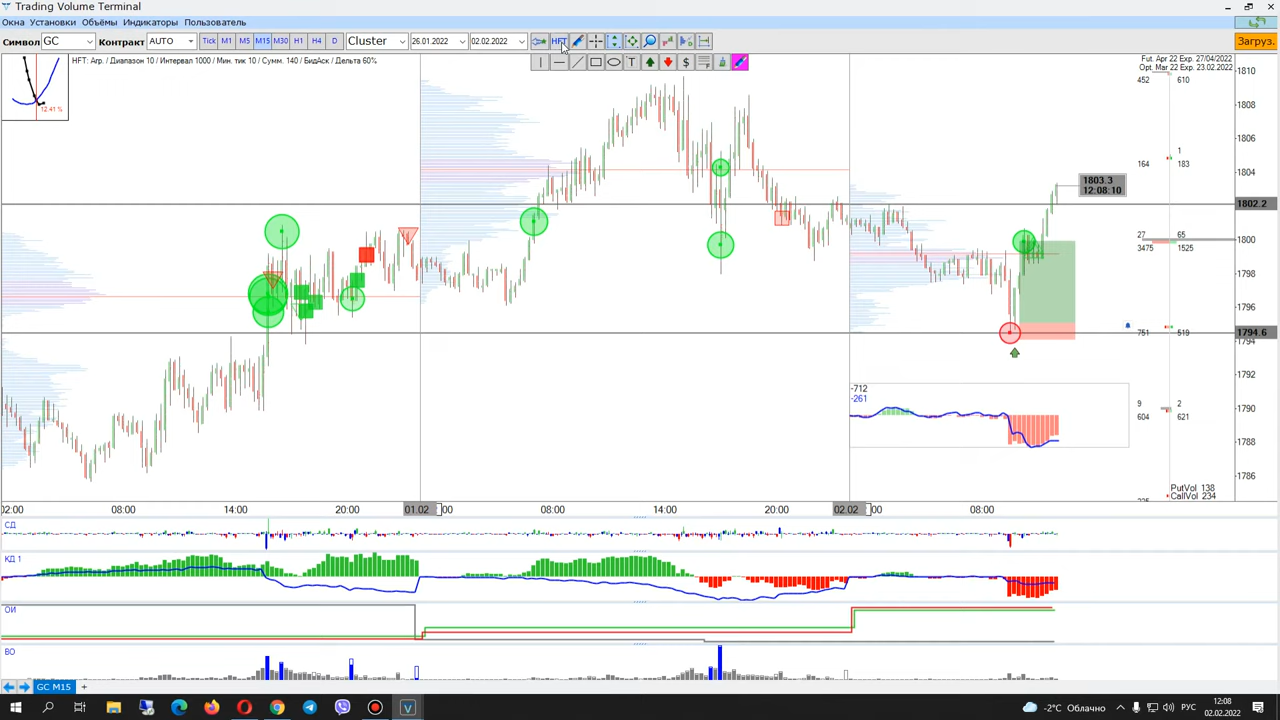 Trading Volume Terminal
Окна Установки Объёмы Индикаторы Пользователь
Символ GC Контракт AUTO Tick M1 M5 M15 M30 H1 H4 D Cluster 26.01.2022 02.02.2022 HFT Загруз.
T $
HFT: Агр. / Диапазон 10 / Интервал 1000 / Мин. тик 10 / Сумм. 140 / БидАск / Дельта 60%
12.41 %
Fut. Apr 22 Exp. 27/04/2022
Opt. Mar 22 Exp. 23.02.2022
452 610
1
164 183
27 65
3475 1525
751 519
9 2
604 621
PutVol 138
CallVol 234
1810
1808
1806
1804
1802.2
1800
1798
1796
1794.6
1794
1792
1790
1788
1786
1803.3
12:08:10
-712
-261
02:00 08:00 14:00 20:00 01.02 :00 08:00 14:00 20:00 02.02 :00 08:00
СД
КД 1
ОИ
ВО
GC M15 +
-2°C Облачно РУС 12:08
02.02.2022